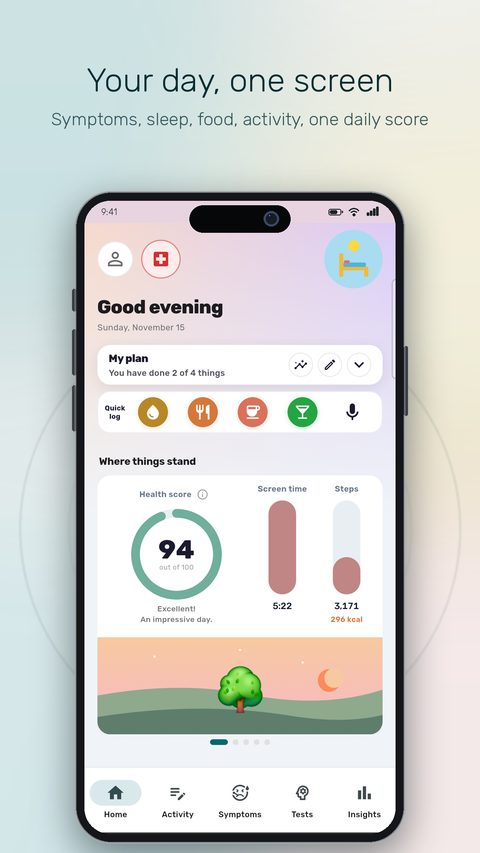 Your day, one screen
Symptoms, sleep, food, activity, one daily score
9:41
Good evening
Sunday, November 15
My plan
You have done 2 of 4 things
Quick
log
Where things stand
Health score
Screen time
Steps
94
out of 100
Excellent!
An impressive day.
5:22
3,171
296 kcal
Home
Activity
Symptoms
Tests
Insights